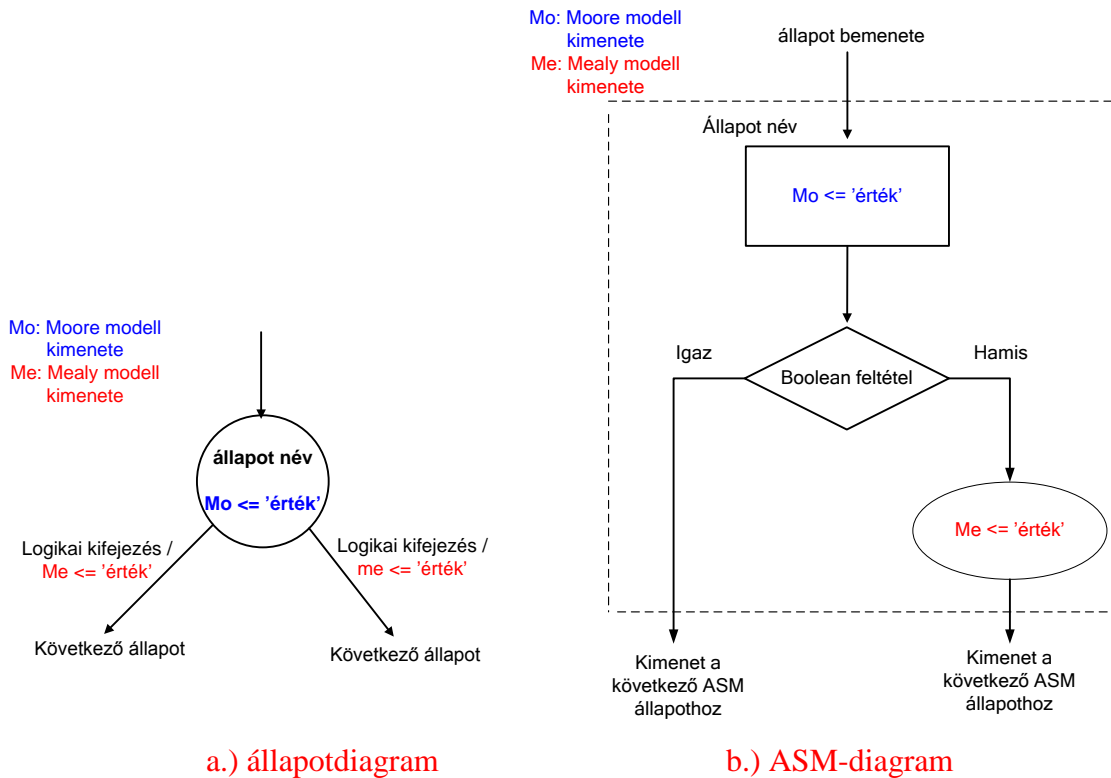 Mo: Moore modell
kimenete
Me: Mealy modell
kimenete
állapot név
Mo <= ’érték’
Logikai kifejezés /
Me <= ’érték’
Logikai kifejezés /
me <= ’érték’
Következő állapot
Következő állapot
a.) állapotdiagram
Mo: Moore modell
kimenete
Me: Mealy modell
kimenete
állapot bemenete
Állapot név
Mo <= ’érték’
Igaz
Boolean feltétel
Hamis
Me <= ’érték’
Kimenet a
következő ASM
állapothoz
Kimenet a
következő ASM
állapothoz
b.) ASM-diagram